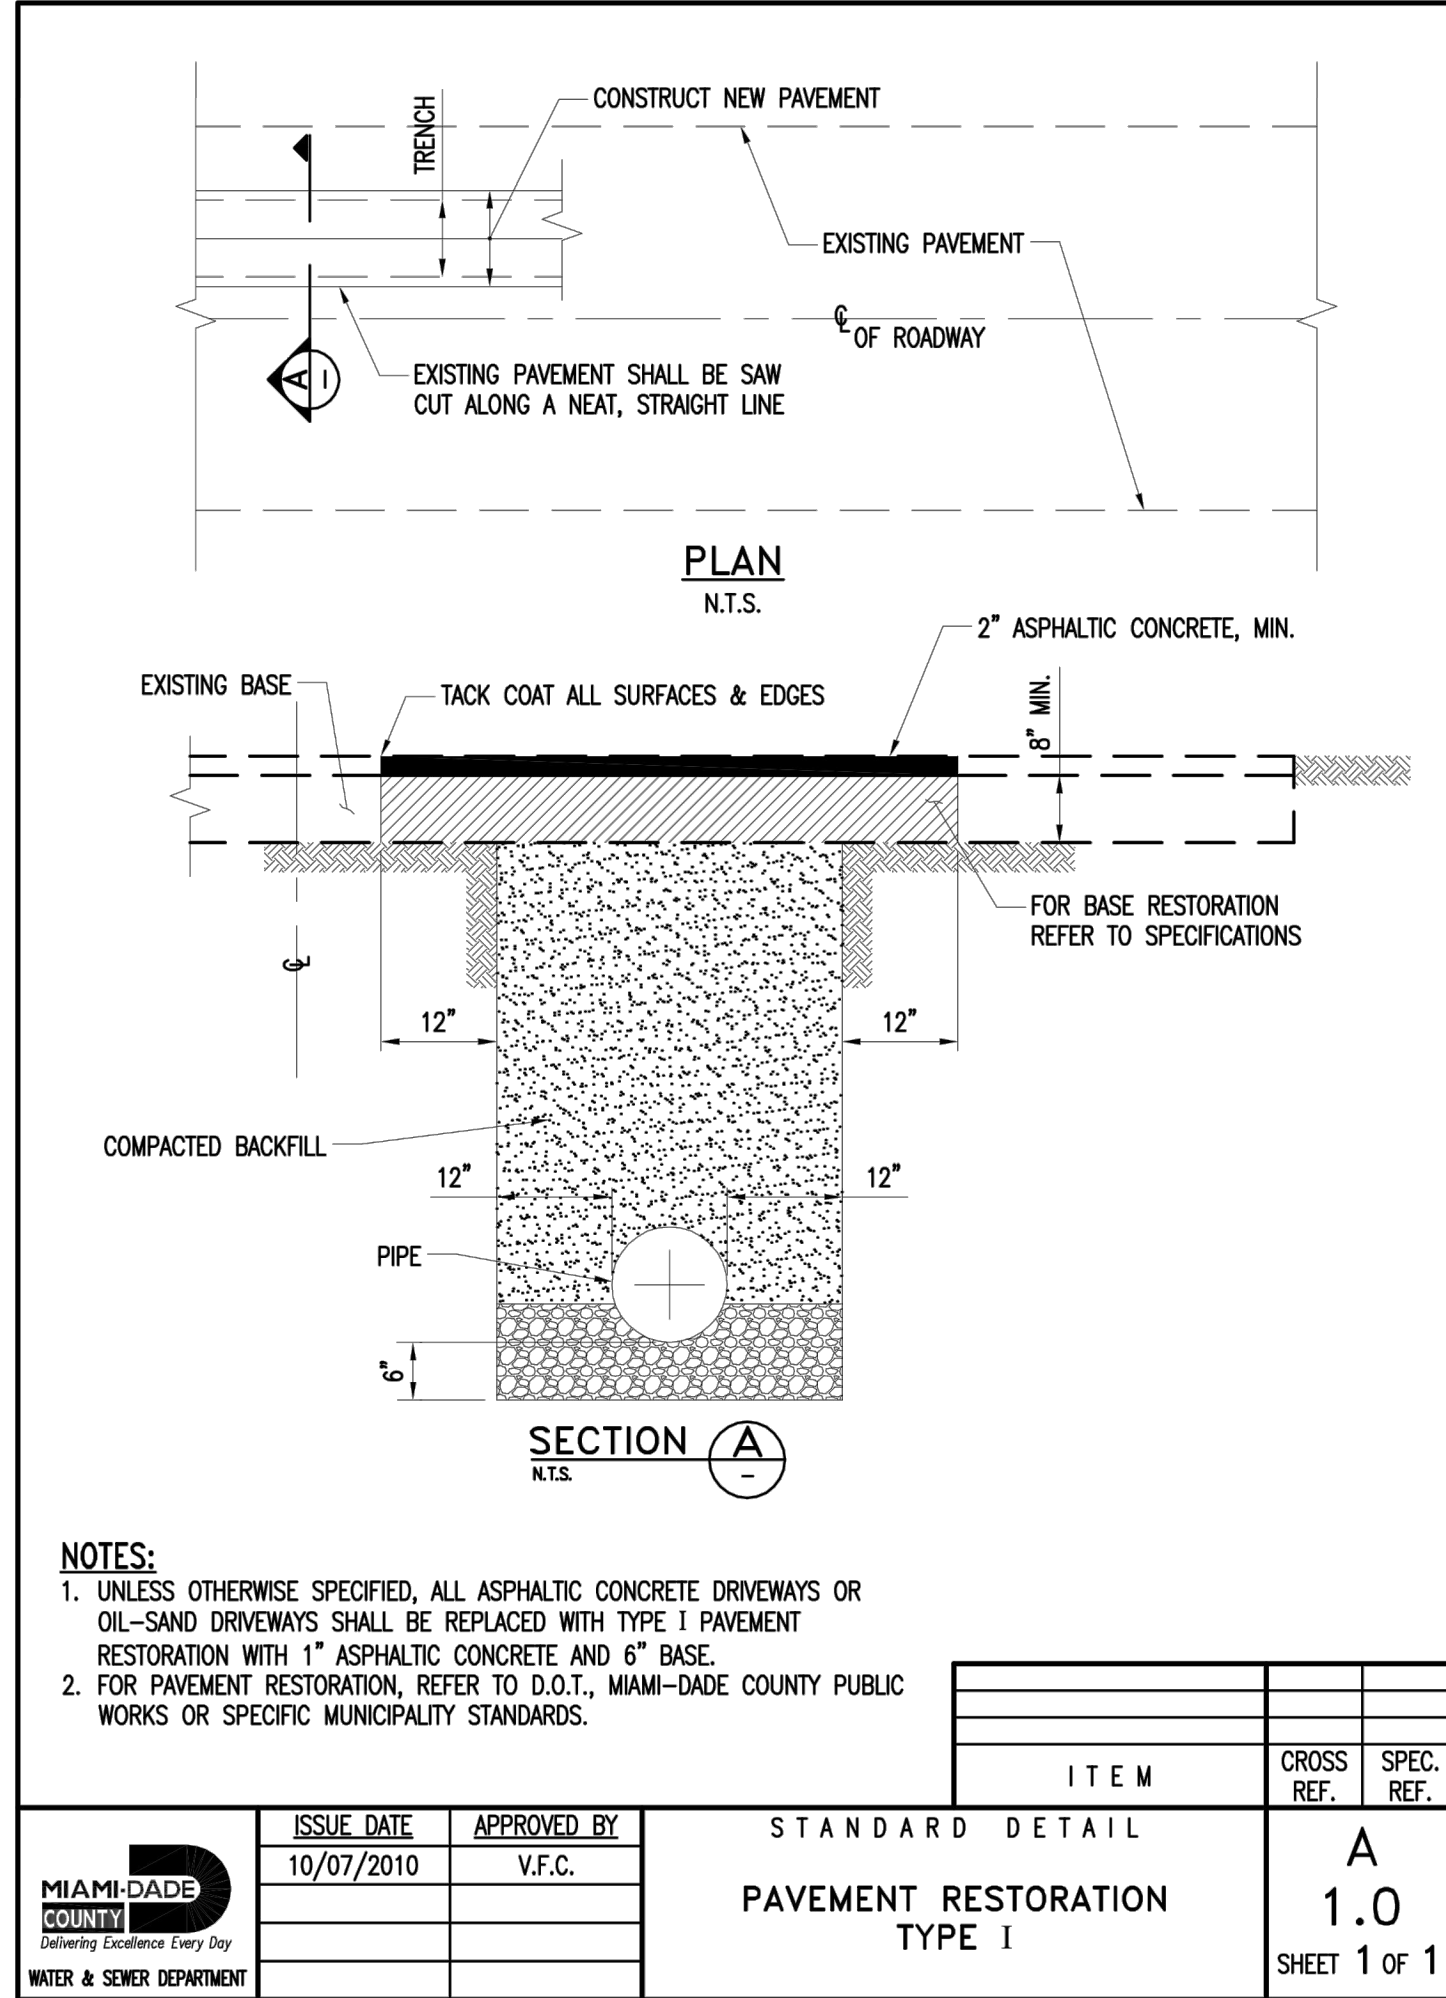 CONSTRUCT NEW PAVEMENT
TRENCH
EXISTING PAVEMENT
℄ OF ROADWAY
A
EXISTING PAVEMENT SHALL BE SAW
CUT ALONG A NEAT, STRAIGHT LINE
PLAN
N.T.S.
2" ASPHALTIC CONCRETE, MIN.
EXISTING BASE
TACK COAT ALL SURFACES & EDGES
8" MIN.
FOR BASE RESTORATION
REFER TO SPECIFICATIONS
℄
12"
12"
COMPACTED BACKFILL
12"
12"
PIPE
6"
SECTION A
N.T.S. -
NOTES:
1. UNLESS OTHERWISE SPECIFIED, ALL ASPHALTIC CONCRETE DRIVEWAYS OR
OIL-SAND DRIVEWAYS SHALL BE REPLACED WITH TYPE I PAVEMENT
RESTORATION WITH 1" ASPHALTIC CONCRETE AND 6" BASE.
2. FOR PAVEMENT RESTORATION, REFER TO D.O.T., MIAMI-DADE COUNTY PUBLIC
WORKS OR SPECIFIC MUNICIPALITY STANDARDS.
ITEM
CROSS
REF.
SPEC.
REF.
MIAMI-DADE
COUNTY
Delivering Excellence Every Day
WATER & SEWER DEPARTMENT
ISSUE DATE
10/07/2010
APPROVED BY
V.F.C.
STANDARD DETAIL
PAVEMENT RESTORATION
TYPE I
A
1.0
SHEET 1 OF 1